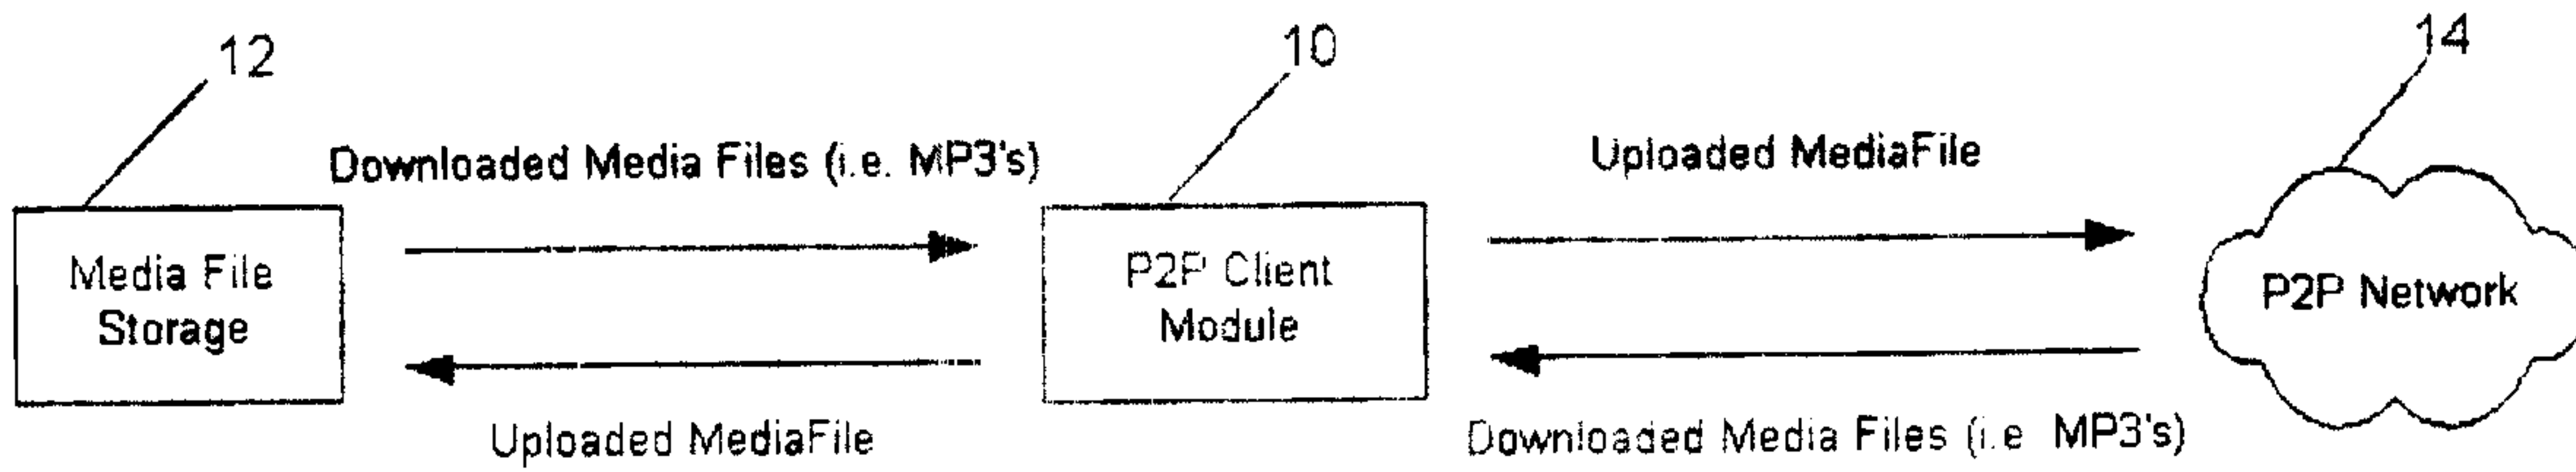 12
10
14
Downloaded Media Files (i.e. MP3's)
Uploaded MediaFile
Media File
Storage
P2P Client
Module
P2P Network
Uploaded MediaFile
Downloaded Media Files (i.e MP3's)